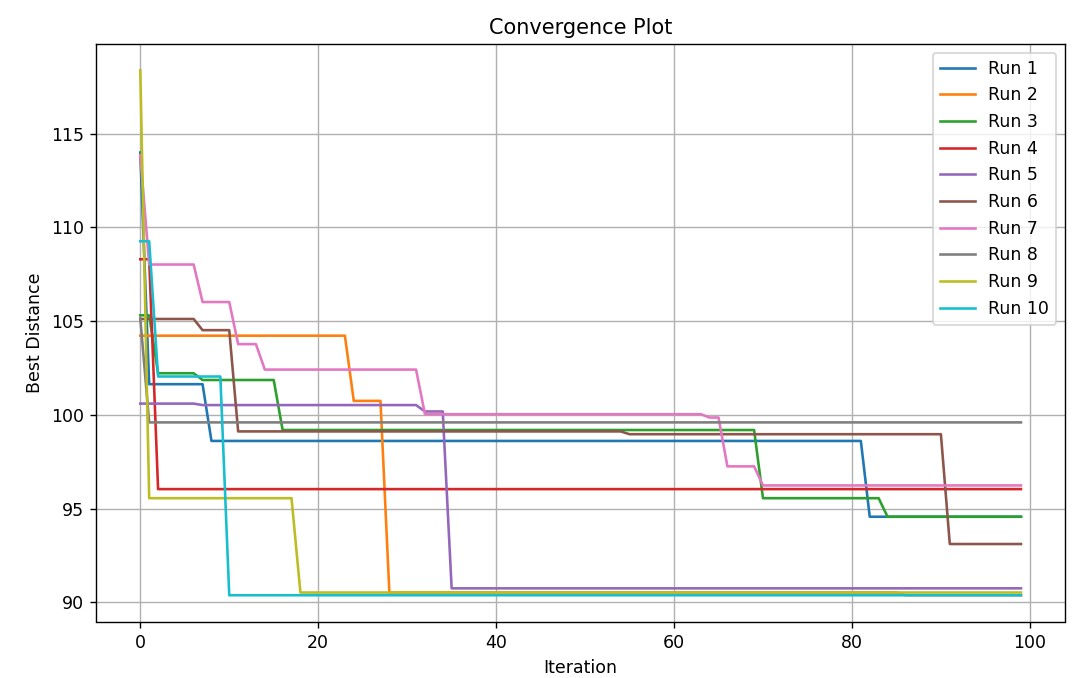 Convergence Plot
Best Distance
115
110
105
100
95
90
0 20 40 60 80 100
Iteration
Run 1
Run 2
Run 3
Run 4
Run 5
Run 6
Run 7
Run 8
Run 9
Run 10